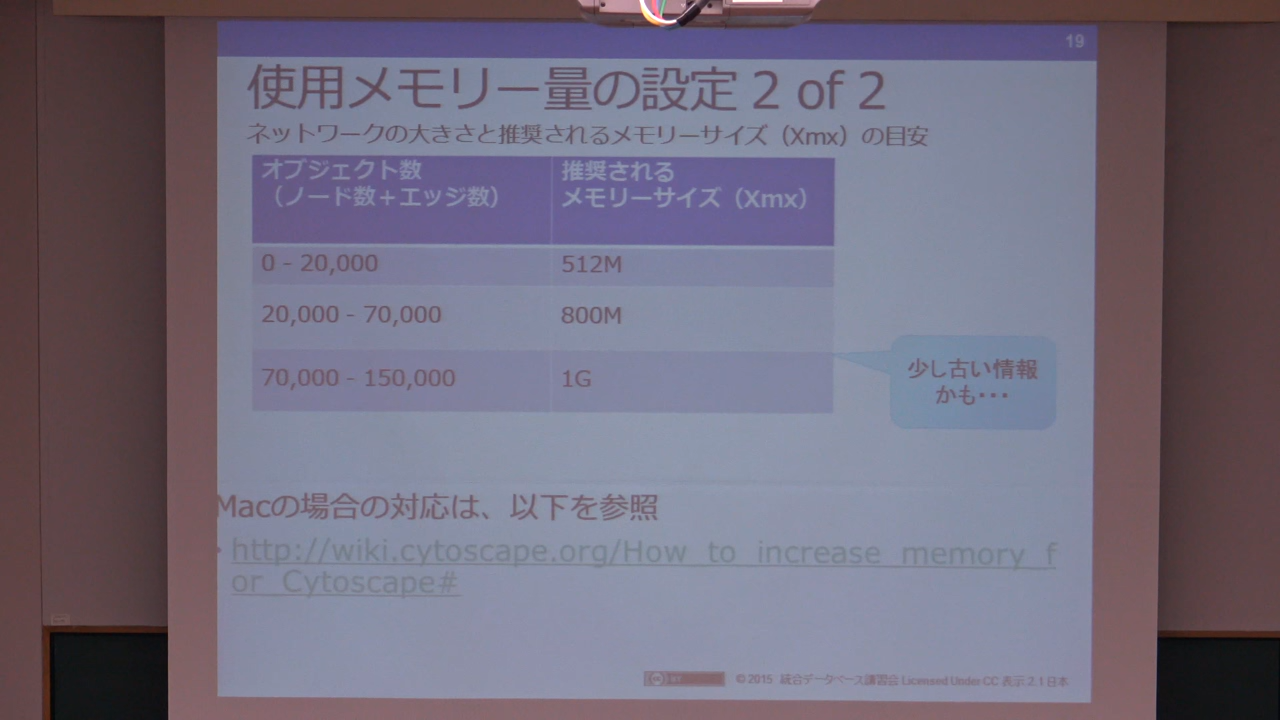 19
使用メモリー量の設定 2 of 2
ネットワークの大きさと推奨されるメモリーサイズ（Xmx）の目安
オブジェクト数
（ノード数＋エッジ数）
推奨される
メモリーサイズ（Xmx）
0 - 20,000
512M
20,000 - 70,000
800M
70,000 - 150,000
1G
少し古い情報
かも・・・
Macの場合の対応は、以下を参照
• http://wiki.cytoscape.org/How_to_increase_memory_f
or_Cytoscape#
© 2015 統合データベース講習会 Licensed Under CC 表示 2.1 日本